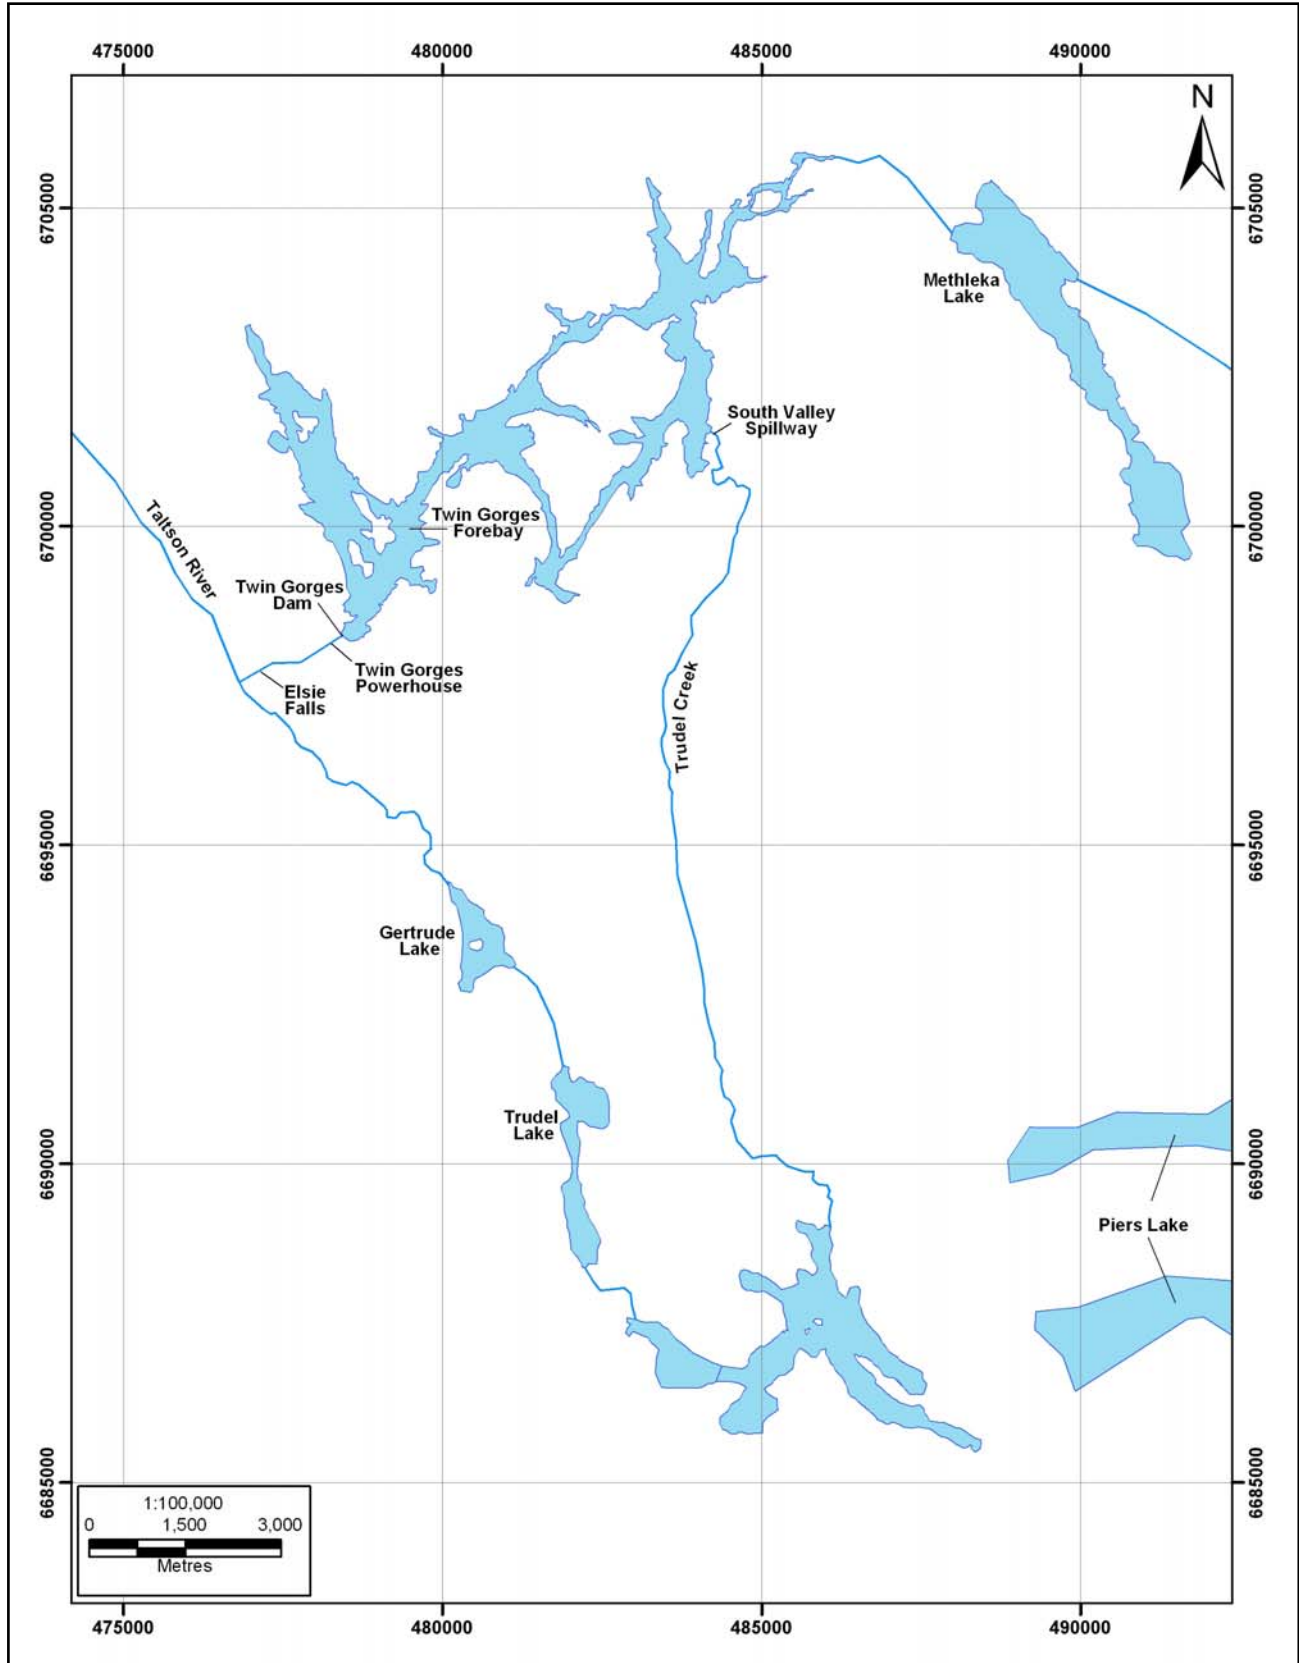 475000
480000
485000
490000
N
6705000
6705000
Methleka
Lake
South Valley
Spillway
Taltson River
6700000
Twin Gorges
Forebay
6700000
Twin Gorges
Dam
Twin Gorges
Powerhouse
Elsie
Falls
Trudel Creek
6695000
6695000
Gertrude
Lake
Trudel
Lake
6690000
6690000
Piers Lake
6685000
6685000
1:100,000
0 1,500 3,000
Metres
475000
480000
485000
490000